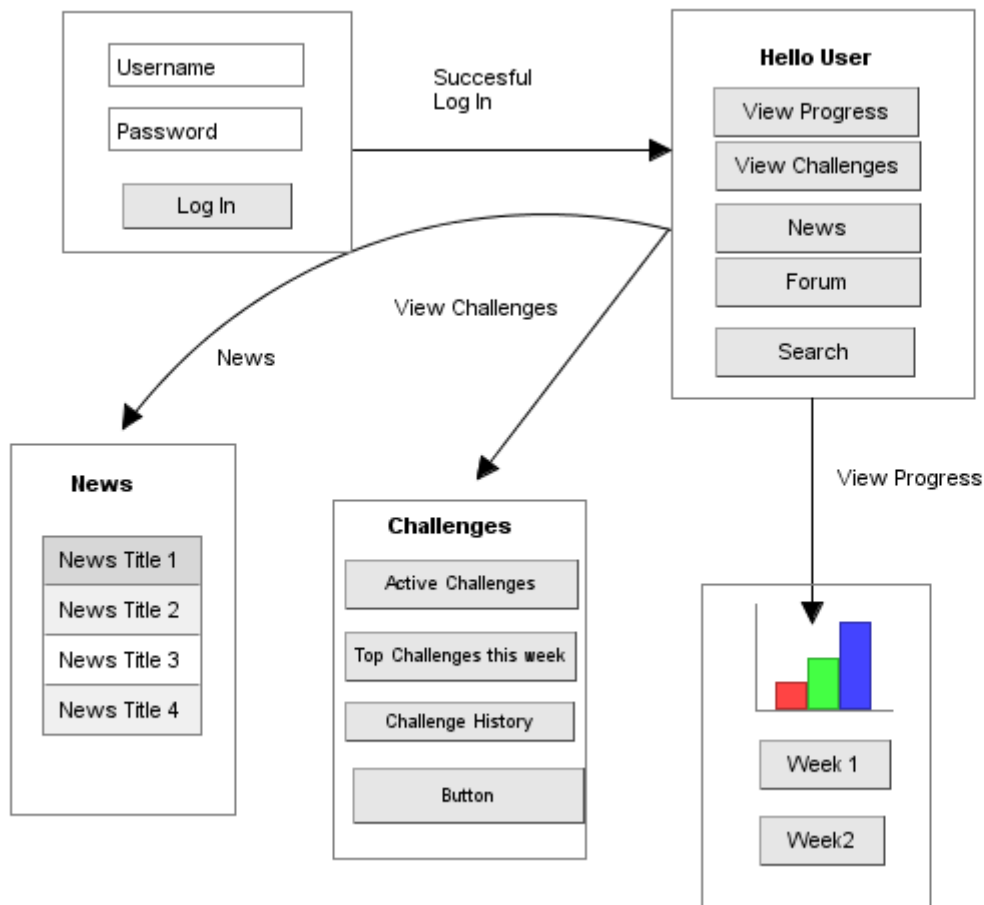 Username
Password
Log In
Succesful
Log In
Hello User
View Progress
View Challenges
News
Forum
Search
View Challenges
News
View Progress
News
News Title 1
News Title 2
News Title 3
News Title 4
Challenges
Active Challenges
Top Challenges this week
Challenge History
Button
Week 1
Week2